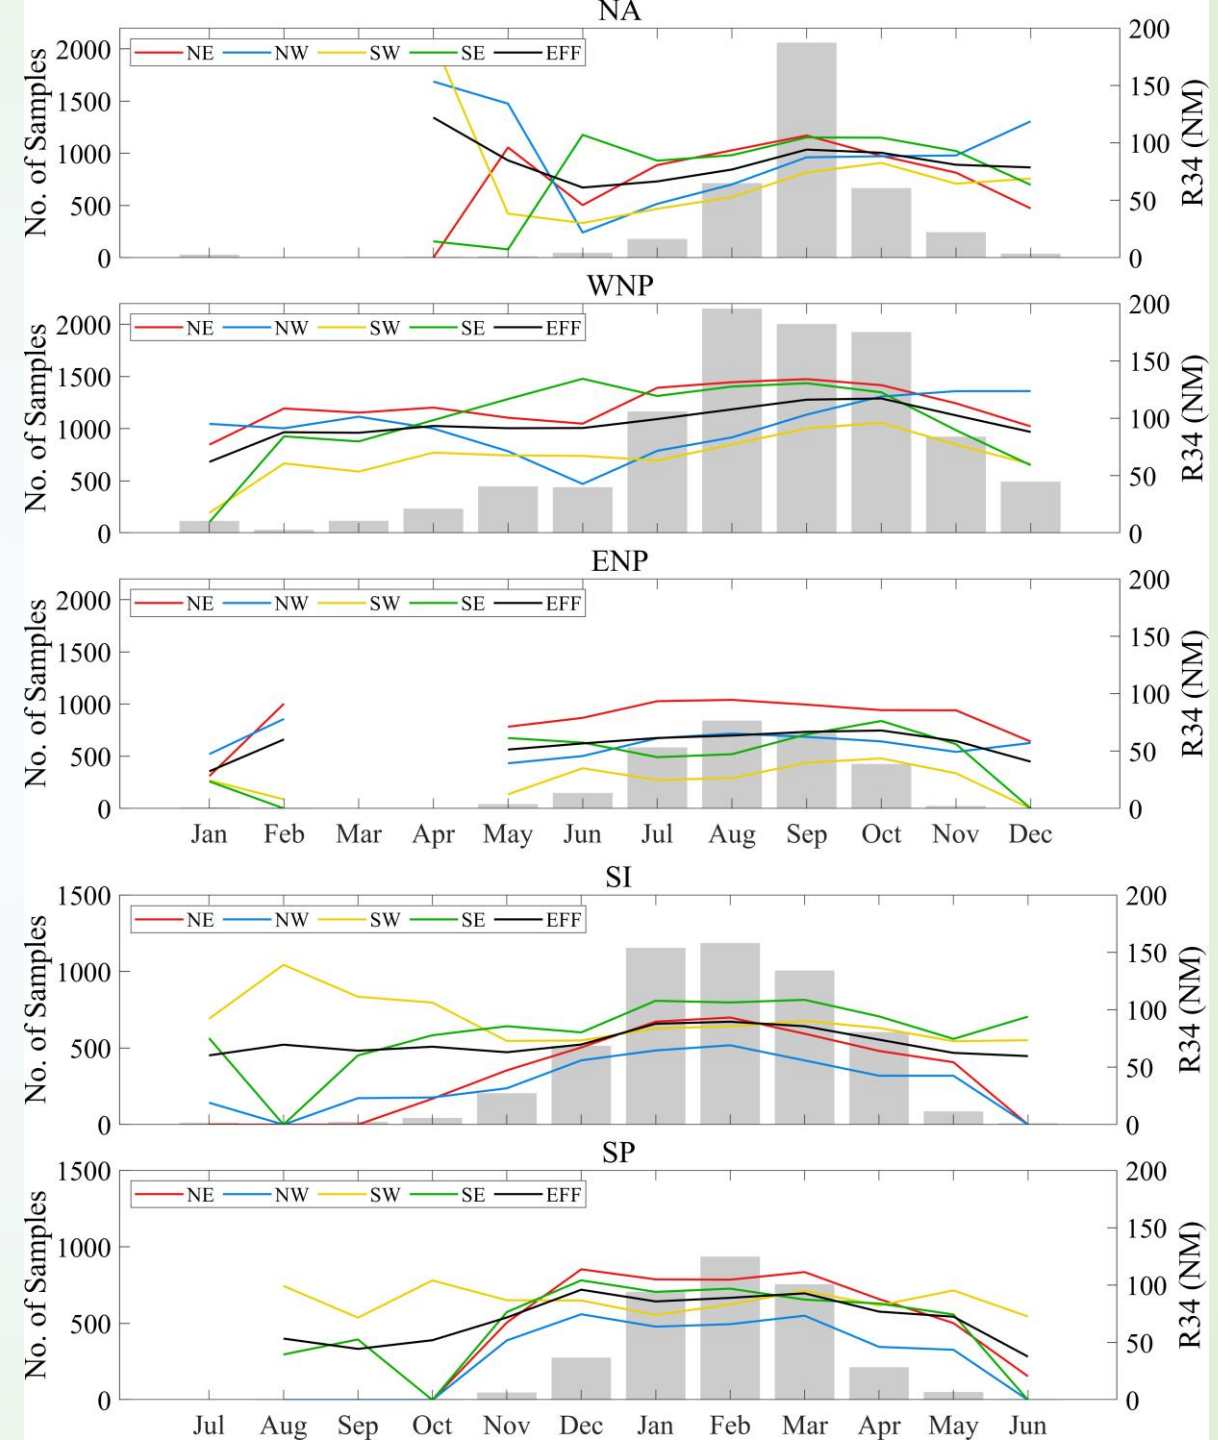 NA
NE NW SW SE EFF
No. of Samples
2000
1500
1000
500
0
200
150
100
50
0
R34 (NM)
WNP
NE NW SW SE EFF
No. of Samples
2000
1500
1000
500
0
200
150
100
50
0
R34 (NM)
ENP
NE NW SW SE EFF
No. of Samples
2000
1500
1000
500
0
200
150
100
50
0
R34 (NM)
Jan Feb Mar Apr May Jun Jul Aug Sep Oct Nov Dec
SI
NE NW SW SE EFF
No. of Samples
1500
1000
500
0
200
150
100
50
0
R34 (NM)
SP
NE NW SW SE EFF
No. of Samples
1500
1000
500
0
200
150
100
50
0
R34 (NM)
Jul Aug Sep Oct Nov Dec Jan Feb Mar Apr May Jun